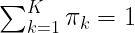 ∑_{k=1}^{K} π_k = 1